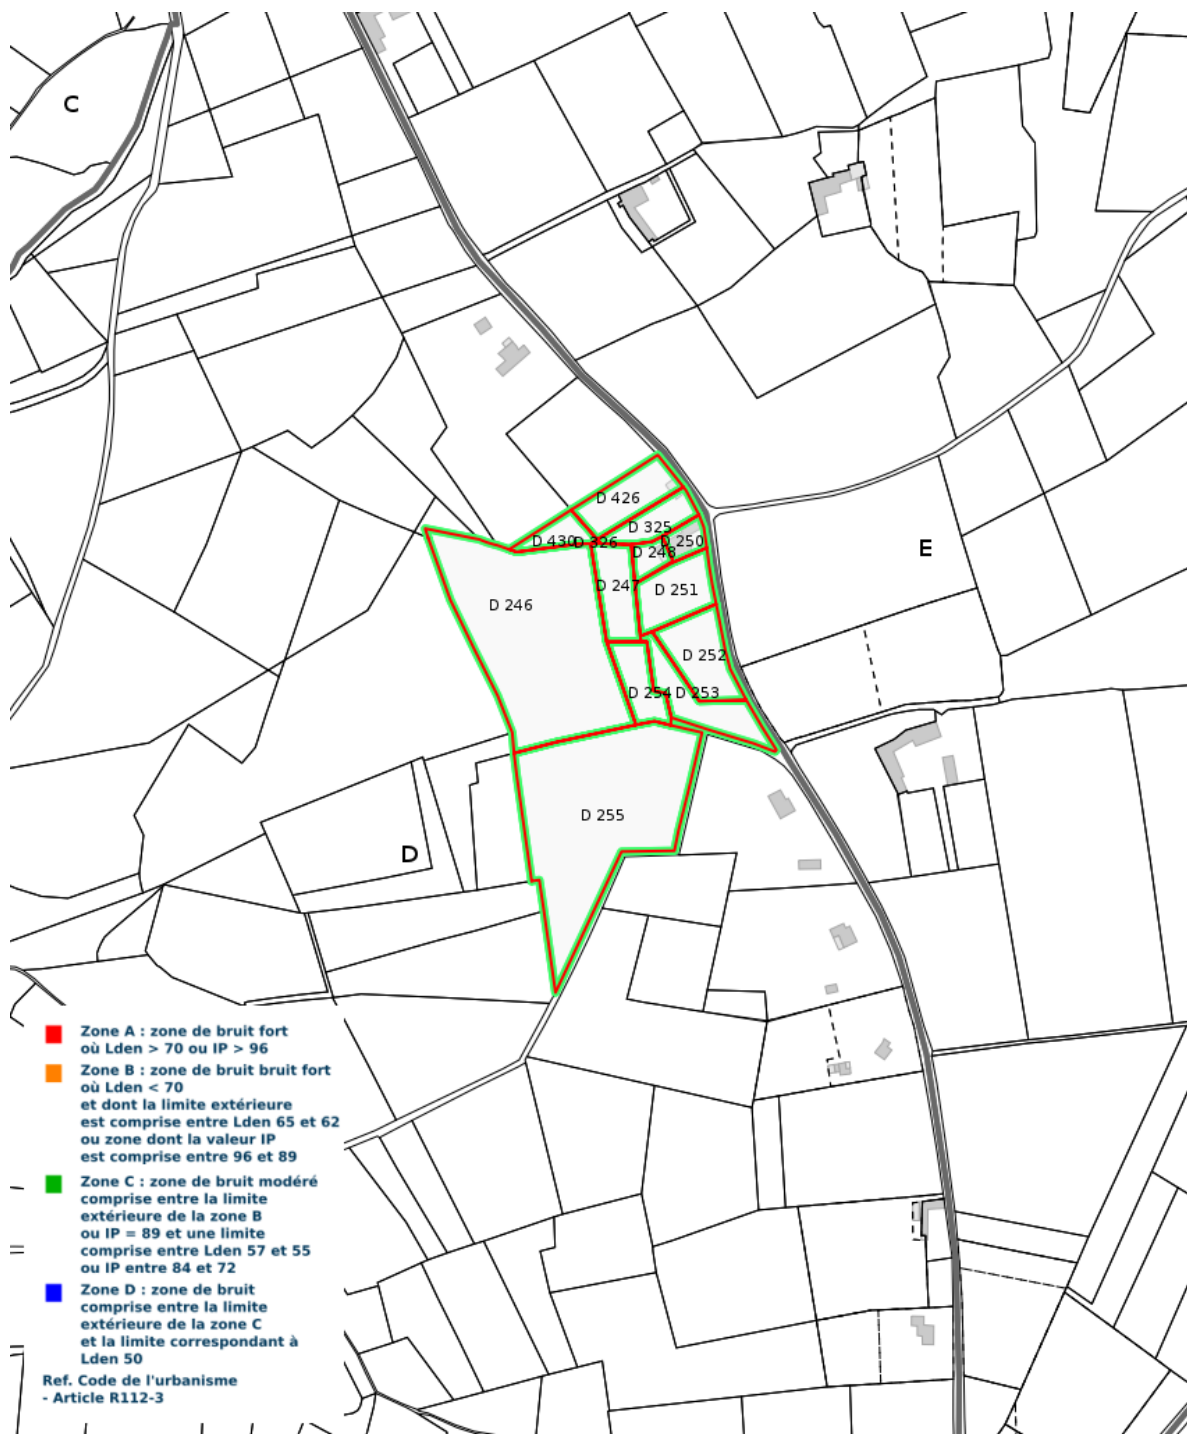 C
D 426
D 325
D 430
D 326
D 250
D 248
E
D 247
D 251
D 246
D 252
D 254
D 253
D 255
D
Zone A : zone de bruit fort
où Lden > 70 ou IP > 96
Zone B : zone de bruit bruit fort
où Lden < 70
et dont la limite extérieure
est comprise entre Lden 65 et 62
ou zone dont la valeur IP
est comprise entre 96 et 89
Zone C : zone de bruit modéré
comprise entre la limite
extérieure de la zone B
ou IP = 89 et une limite
comprise entre Lden 57 et 55
ou IP entre 84 et 72
Zone D : zone de bruit
comprise entre la limite
extérieure de la zone C
et la limite correspondant à
Lden 50
Ref. Code de l'urbanisme
- Article R112-3